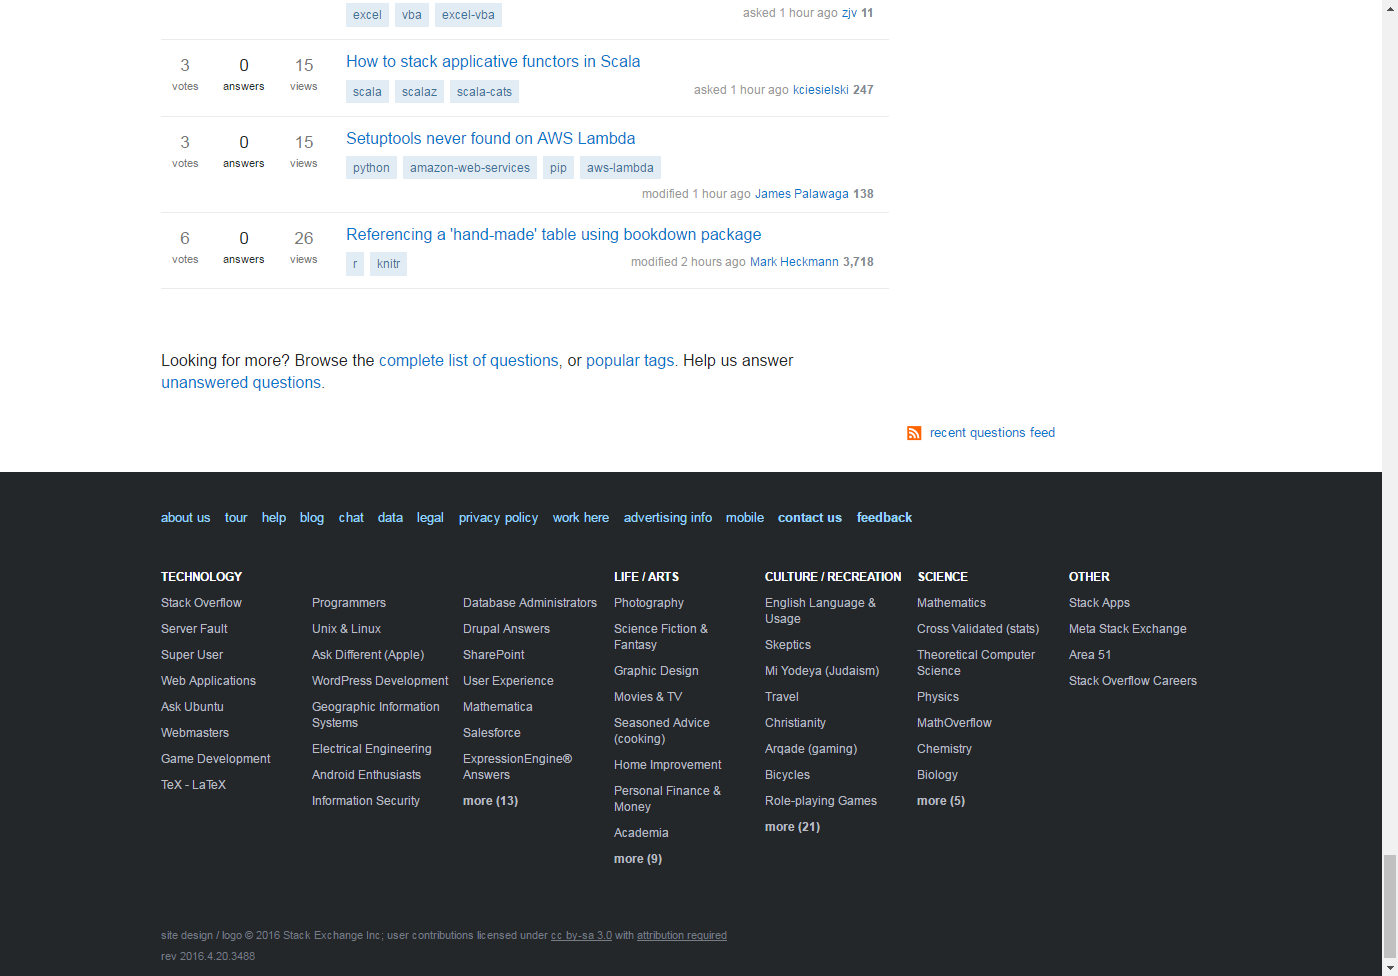 excel vba excel-vba
asked 1 hour ago zjv 11
3 0 15 How to stack applicative functors in Scala
votes answers views scala scalaz scala-cats asked 1 hour ago kciesielski 247
3 0 15 Setuptools never found on AWS Lambda
votes answers views python amazon-web-services pip aws-lambda
modified 1 hour ago James Palawaga 138
6 0 26 Referencing a 'hand-made' table using bookdown package
votes answers views r knitr modified 2 hours ago Mark Heckmann 3,718
Looking for more? Browse the complete list of questions, or popular tags. Help us answer
unanswered questions.
recent questions feed
about us tour help blog chat data legal privacy policy work here advertising info mobile contact us feedback
TECHNOLOGY
Stack Overflow
Server Fault
Super User
Web Applications
Ask Ubuntu
Webmasters
Game Development
TeX - LaTeX
Programmers
Unix & Linux
Ask Different (Apple)
WordPress Development
Geographic Information
Systems
Electrical Engineering
Android Enthusiasts
Information Security
Database Administrators
Drupal Answers
SharePoint
User Experience
Mathematica
Salesforce
ExpressionEngine®
Answers
more (13)
LIFE / ARTS
Photography
Science Fiction &
Fantasy
Graphic Design
Movies & TV
Seasoned Advice
(cooking)
Home Improvement
Personal Finance &
Money
Academia
more (9)
CULTURE / RECREATION
English Language &
Usage
Skeptics
Mi Yodeya (Judaism)
Travel
Christianity
Arqade (gaming)
Bicycles
Role-playing Games
more (21)
SCIENCE
Mathematics
Cross Validated (stats)
Theoretical Computer
Science
Physics
MathOverflow
Chemistry
Biology
more (5)
OTHER
Stack Apps
Meta Stack Exchange
Area 51
Stack Overflow Careers
site design / logo © 2016 Stack Exchange Inc; user contributions licensed under cc by-sa 3.0 with attribution required
rev 2016.4.20.3488